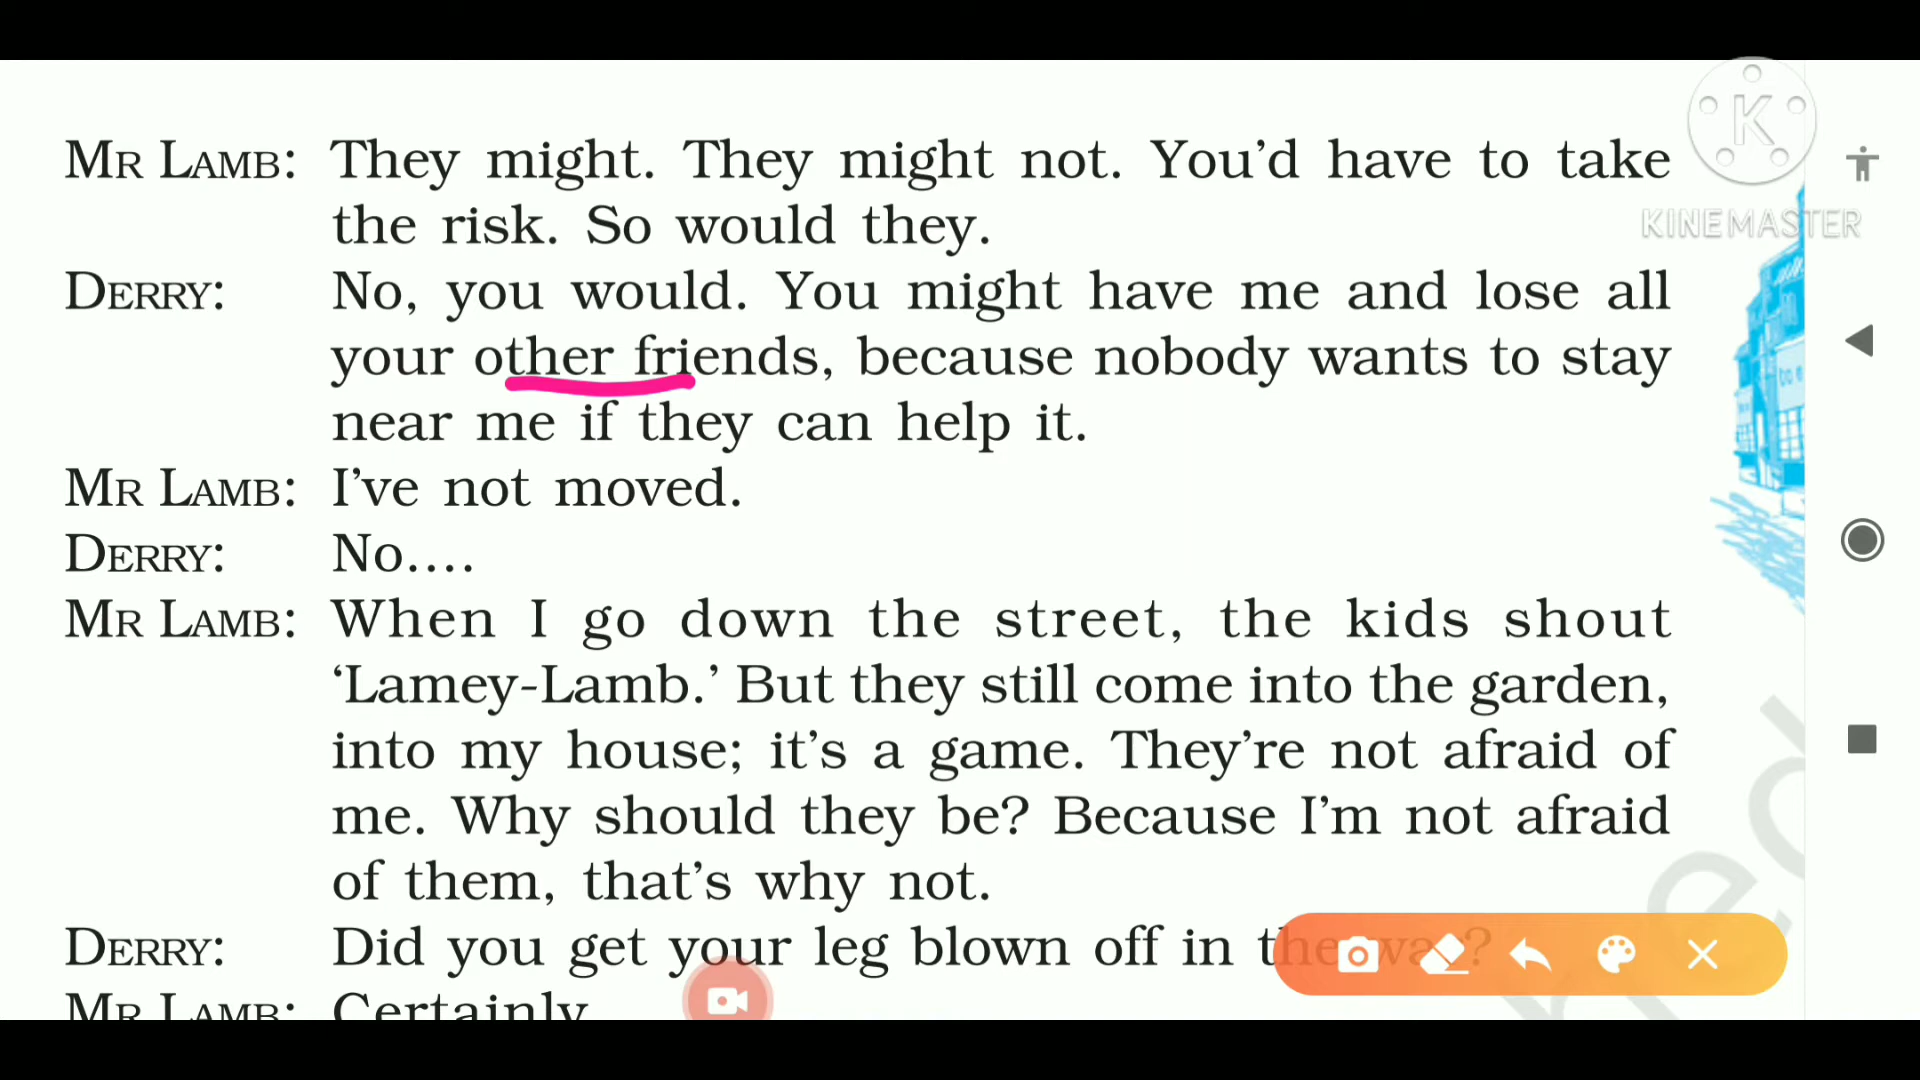 KINEMASTER
MR LAMB: They might. They might not. You'd have to take
the risk. So would they.
DERRY: No, you would. You might have me and lose all
your other friends, because nobody wants to stay
near me if they can help it.
MR LAMB: I've not moved.
DERRY: No....
MR LAMB: When I go down the street, the kids shout
‘Lamey-Lamb.’ But they still come into the garden,
into my house; it's a game. They're not afraid of
me. Why should they be? Because I'm not afraid
of them, that's why not.
DERRY: Did you get your leg blown off in the war?
MR LAMB: Certainly